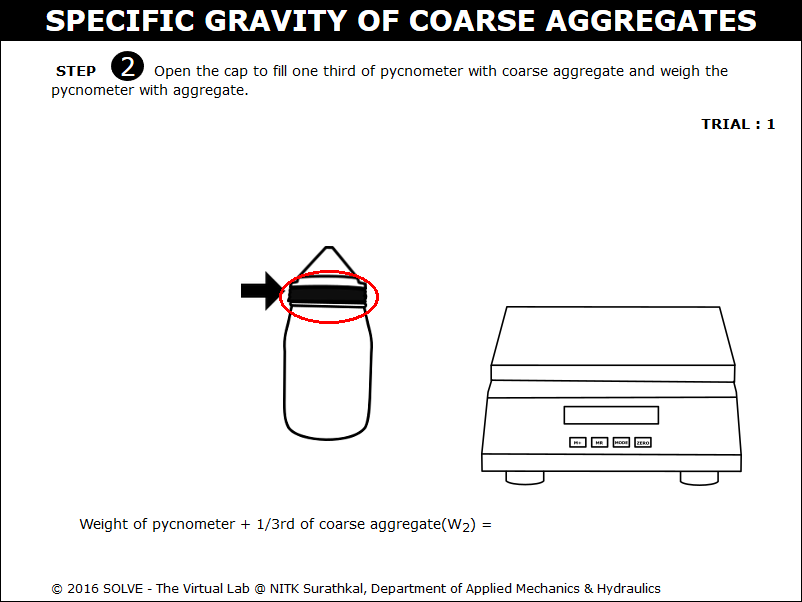 SPECIFIC GRAVITY OF COARSE AGGREGATES
STEP 2 Open the cap to fill one third of pycnometer with coarse aggregate and weigh the
pycnometer with aggregate.
TRIAL : 1
M+ MR MODE ZERO
Weight of pycnometer + 1/3rd of coarse aggregate(W2) =
© 2016 SOLVE - The Virtual Lab @ NITK Surathkal, Department of Applied Mechanics & Hydraulics